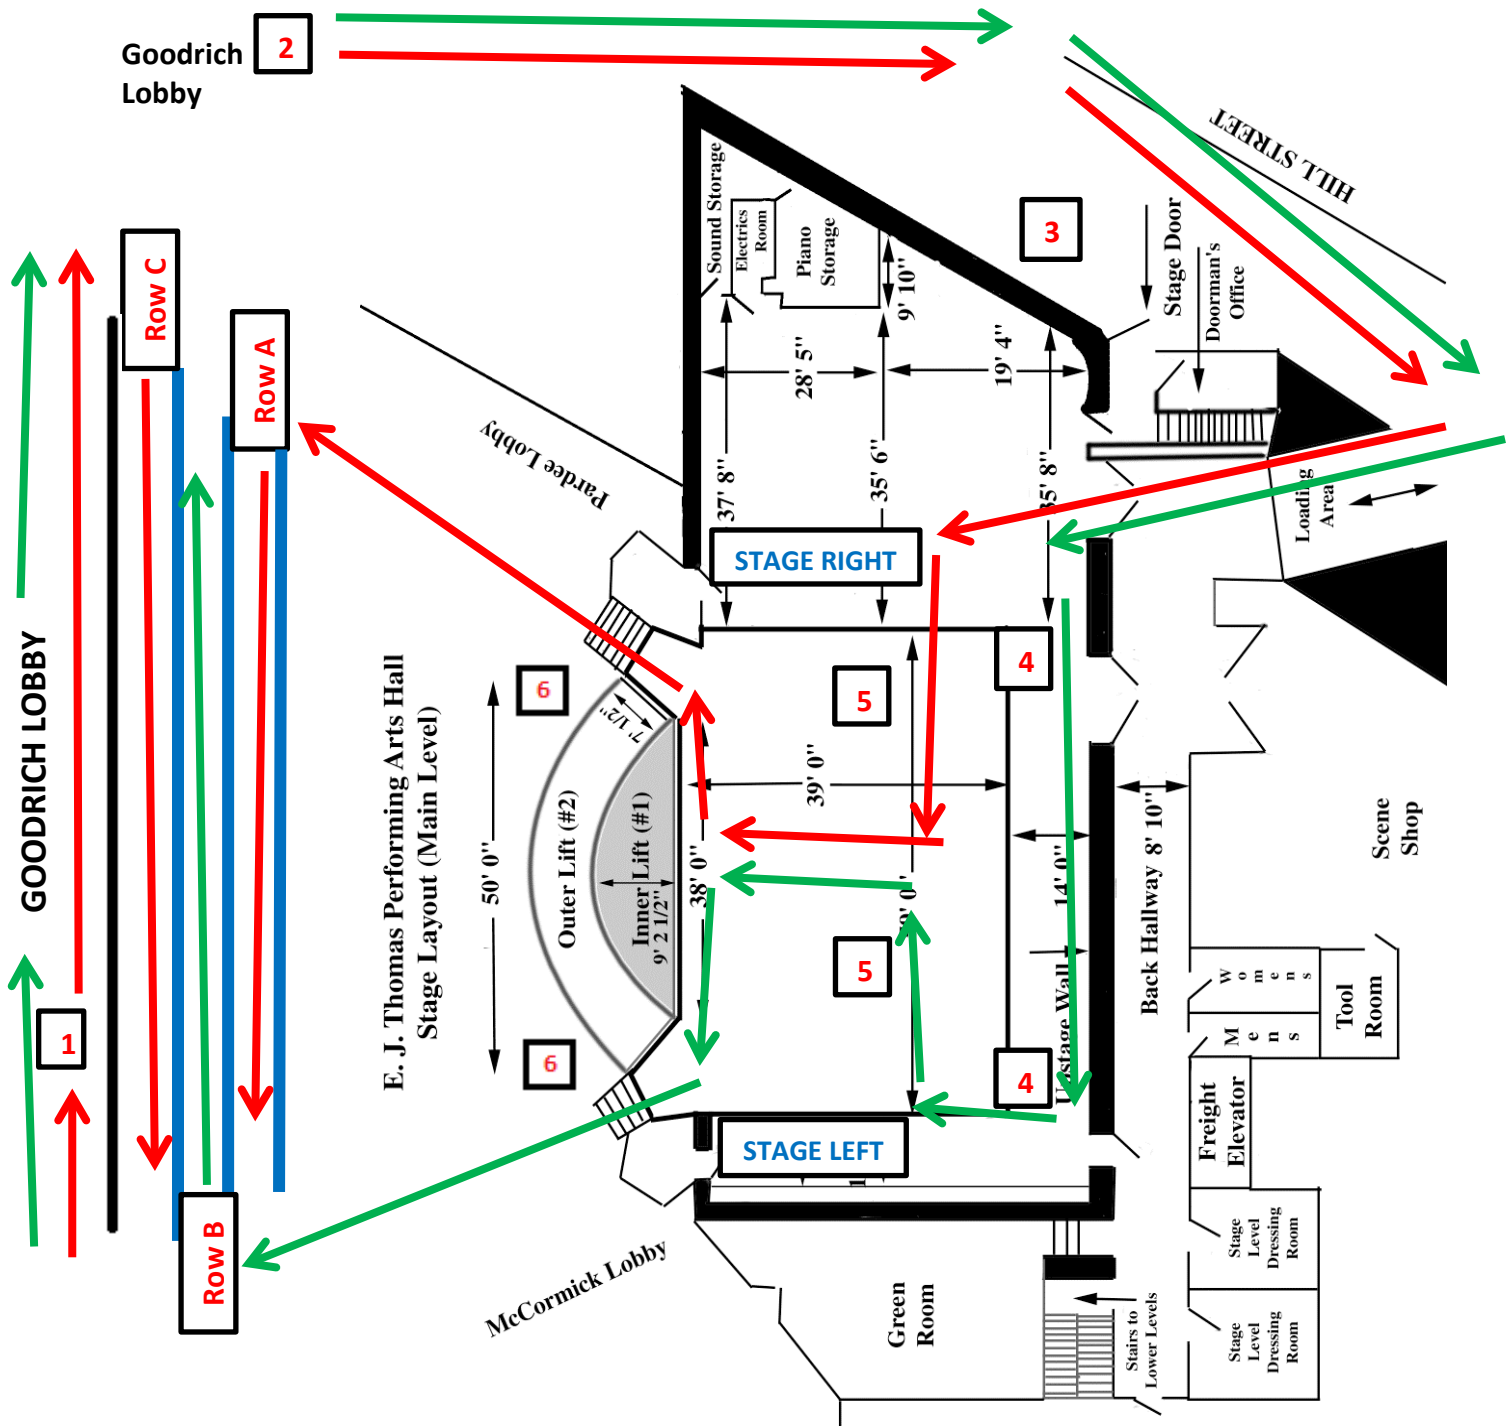 Goodrich
Lobby
2
HILL STREET
3
Stage Door
Doorman's
Office
Sound Storage
Electrics
Room
Piano
Storage
9' 10"
28' 5"
19' 4"
37' 8"
35' 6"
35' 8"
Row C
Row A
Pardee Lobby
Loading
Area
STAGE RIGHT
GOODRICH LOBBY
E. J. Thomas Performing Arts Hall
Stage Layout (Main Level)
6
50' 0"
Outer Lift (#2)
Inner Lift (#1)
9' 2 1/2"
7' 1/2"
38' 0"
39' 0"
5
4
14' 0"
Back Hallway 8' 10"
Scene
Shop
5
Upstage Wall
Womens
Mens
Tool
Room
1
6
4
STAGE LEFT
Freight
Elevator
Row B
McCormick Lobby
Green
Room
Stairs to
Lower Levels
Stage
Level
Dressing
Room
Stage
Level
Dressing
Room